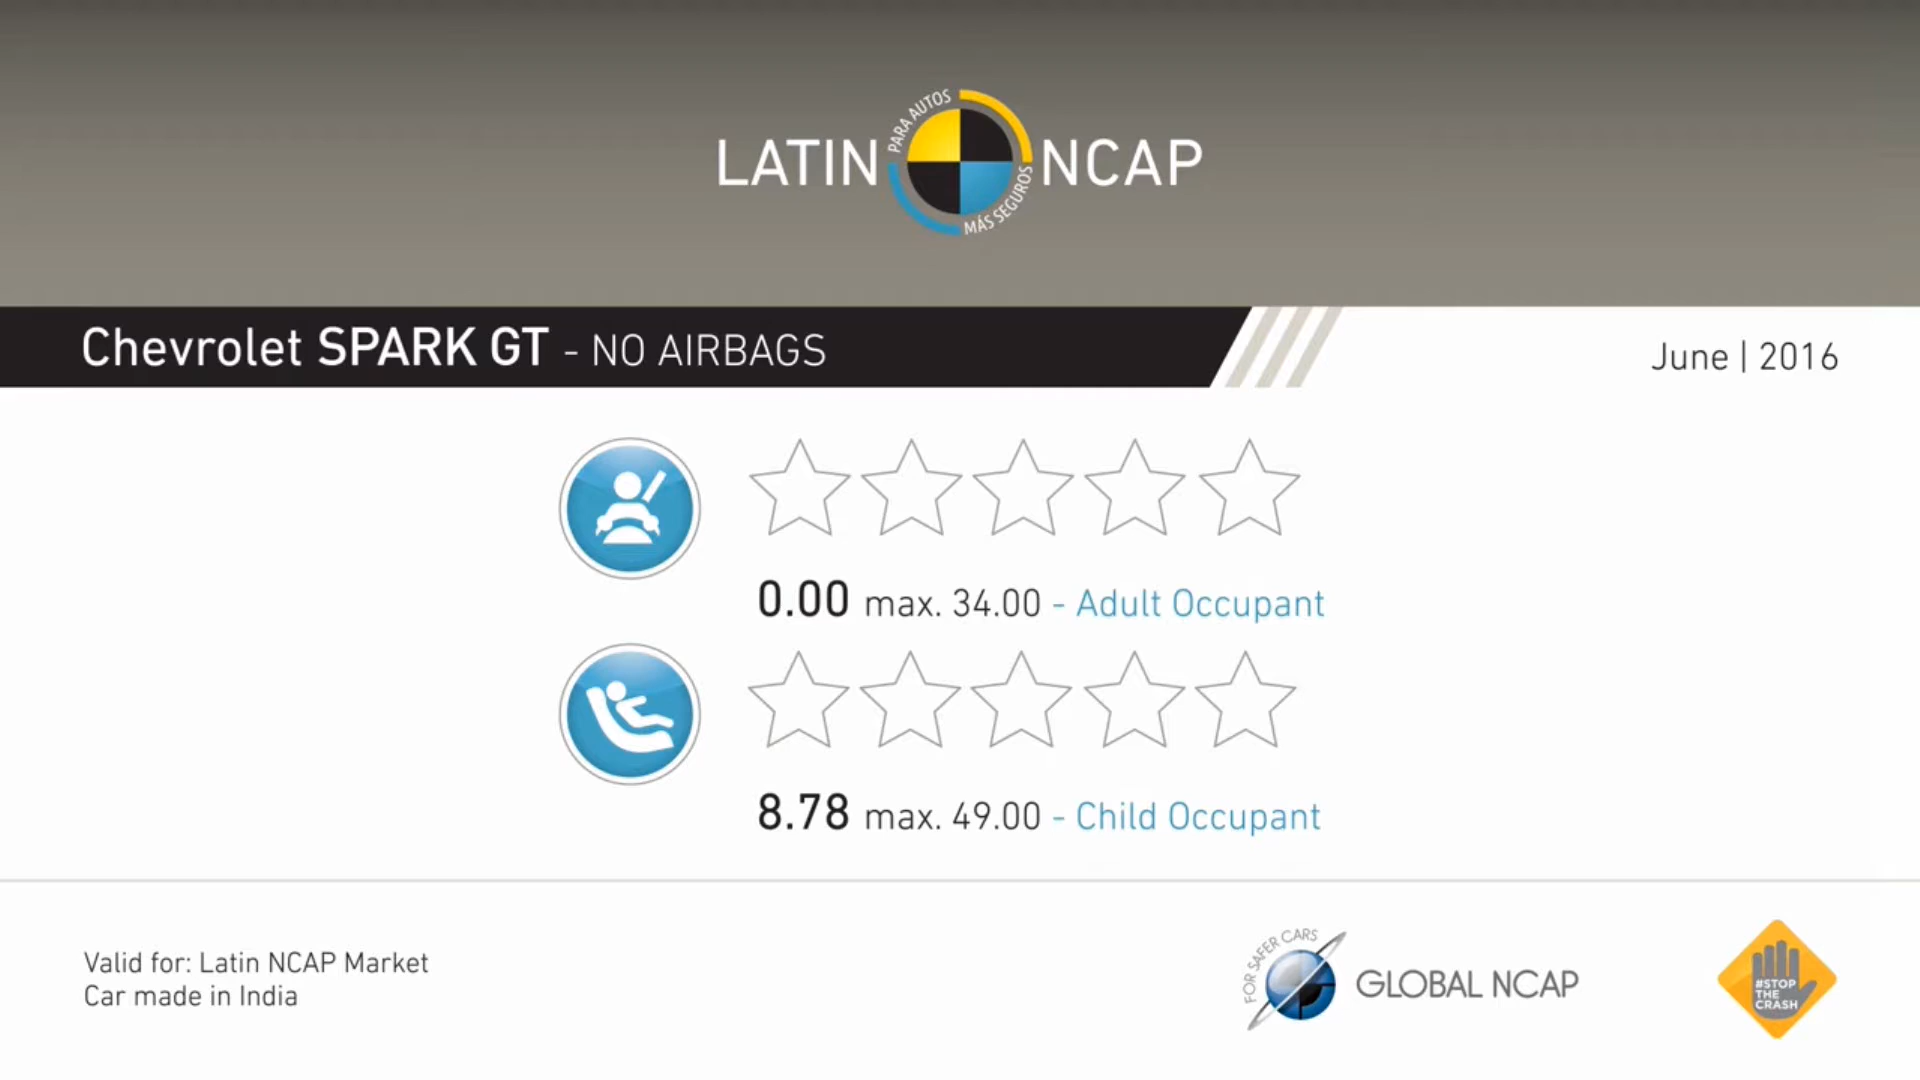 LATIN NCAP
PARA AUTOS
MÁS SEGUROS
Chevrolet SPARK GT - NO AIRBAGS
June | 2016
0.00 max. 34.00 - Adult Occupant
8.78 max. 49.00 - Child Occupant
Valid for: Latin NCAP Market
Car made in India
FOR SAFER CARS
GLOBAL NCAP
#STOP
THE
CRASH